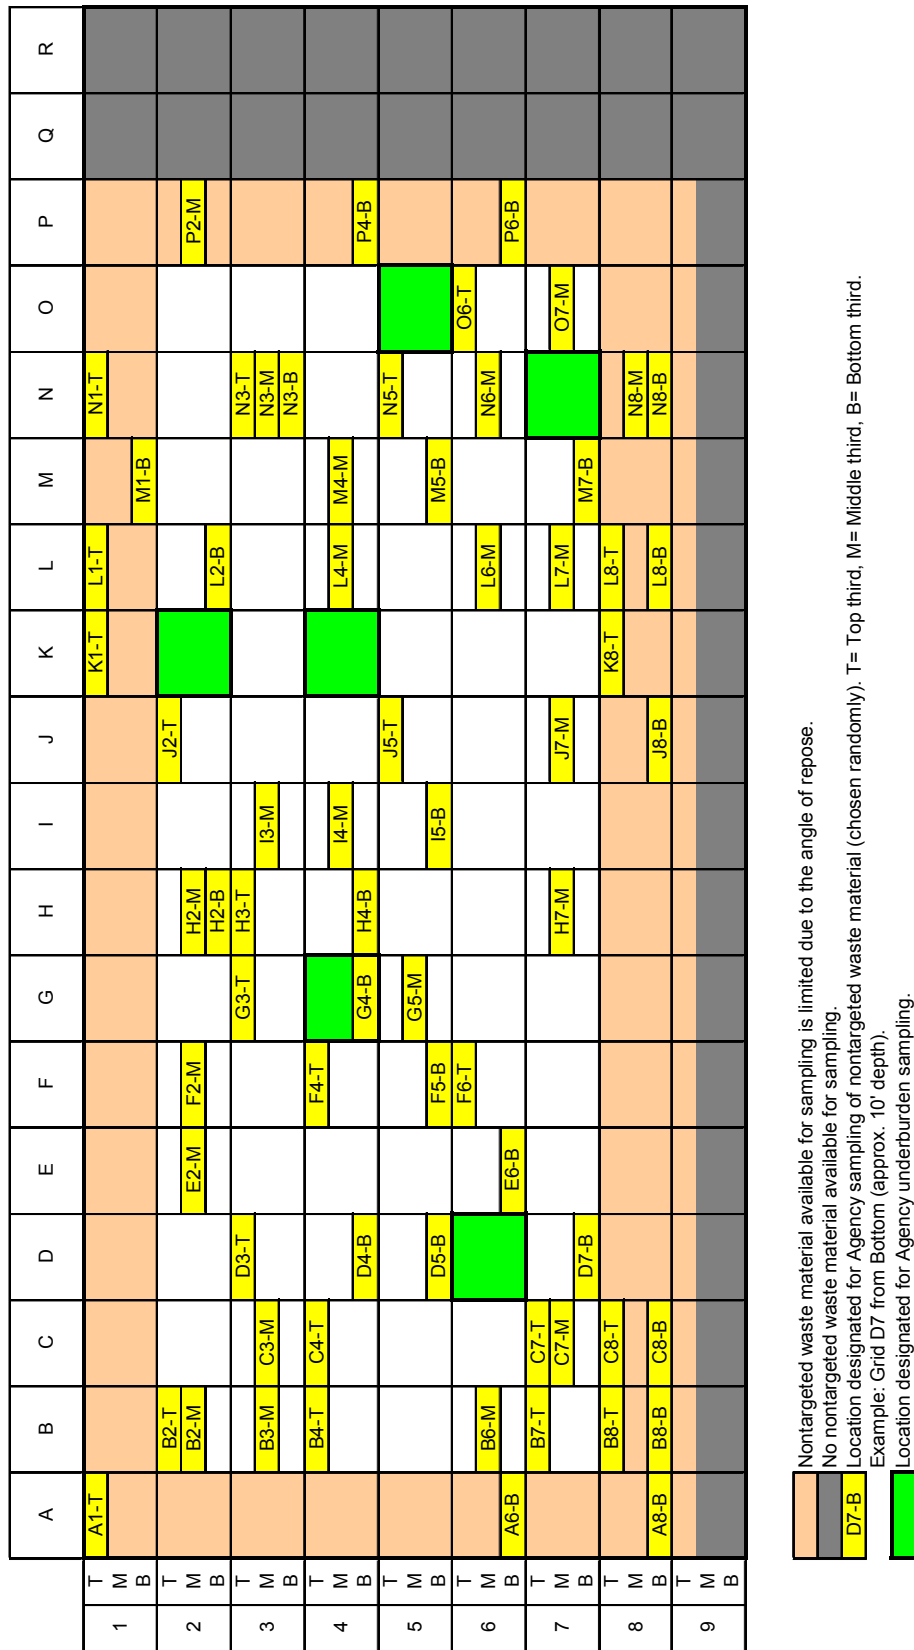 A B C D E F G H I J K L M N O P Q R
T A1-T K1-T L1-T N1-T
1 M
B M1-B
T B2-T J2-T
2 M B2-M E2-M F2-M H2-M P2-M
B H2-B L2-B
T D3-T G3-T H3-T N3-T
3 M B3-M C3-M I3-M N3-M
B N3-B
T B4-T C4-T F4-T
4 M I4-M L4-M M4-M
B D4-B G4-B H4-B P4-B
T J5-T N5-T
5 M G5-M
B D5-B F5-B I5-B M5-B
T F6-T O6-T
6 M B6-M L6-M N6-M
B A6-B E6-B P6-B
T B7-T C7-T
7 M C7-M H7-M J7-M L7-M O7-M
B D7-B M7-B
T B8-T C8-T K8-T L8-T
8 M N8-M
B A8-B B8-B C8-B J8-B L8-B N8-B
T
9 M
B
Nontargeted waste material available for sampling is limited due to the angle of repose.
No nontargeted waste material available for sampling.
D7-B Location designated for Agency sampling of nontargeted waste material (chosen randomly). T= Top third, M= Middle third, B= Bottom third.
Example: Grid D7 from Bottom (approx. 10' depth).
Location designated for Agency underburden sampling.